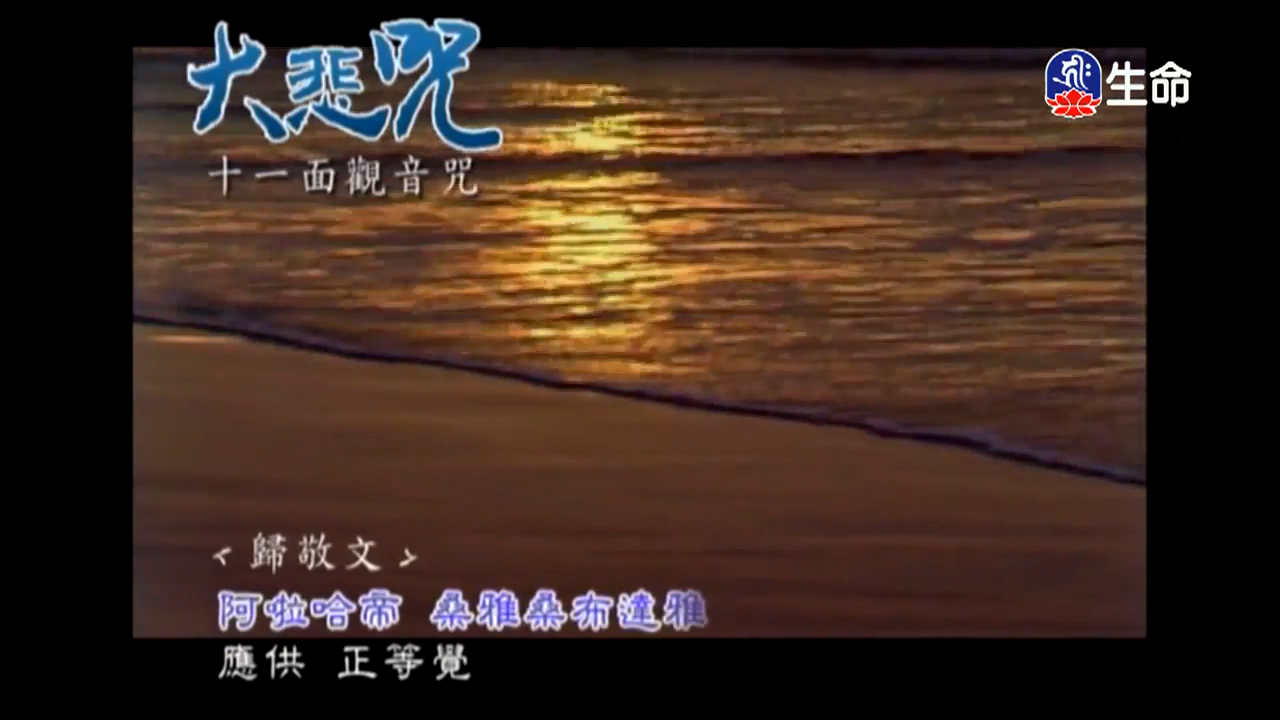 大悲咒
生命
十一面觀音咒
<歸敬文>
阿啦哈帝 桑雅桑布達雅
應供 正等覺